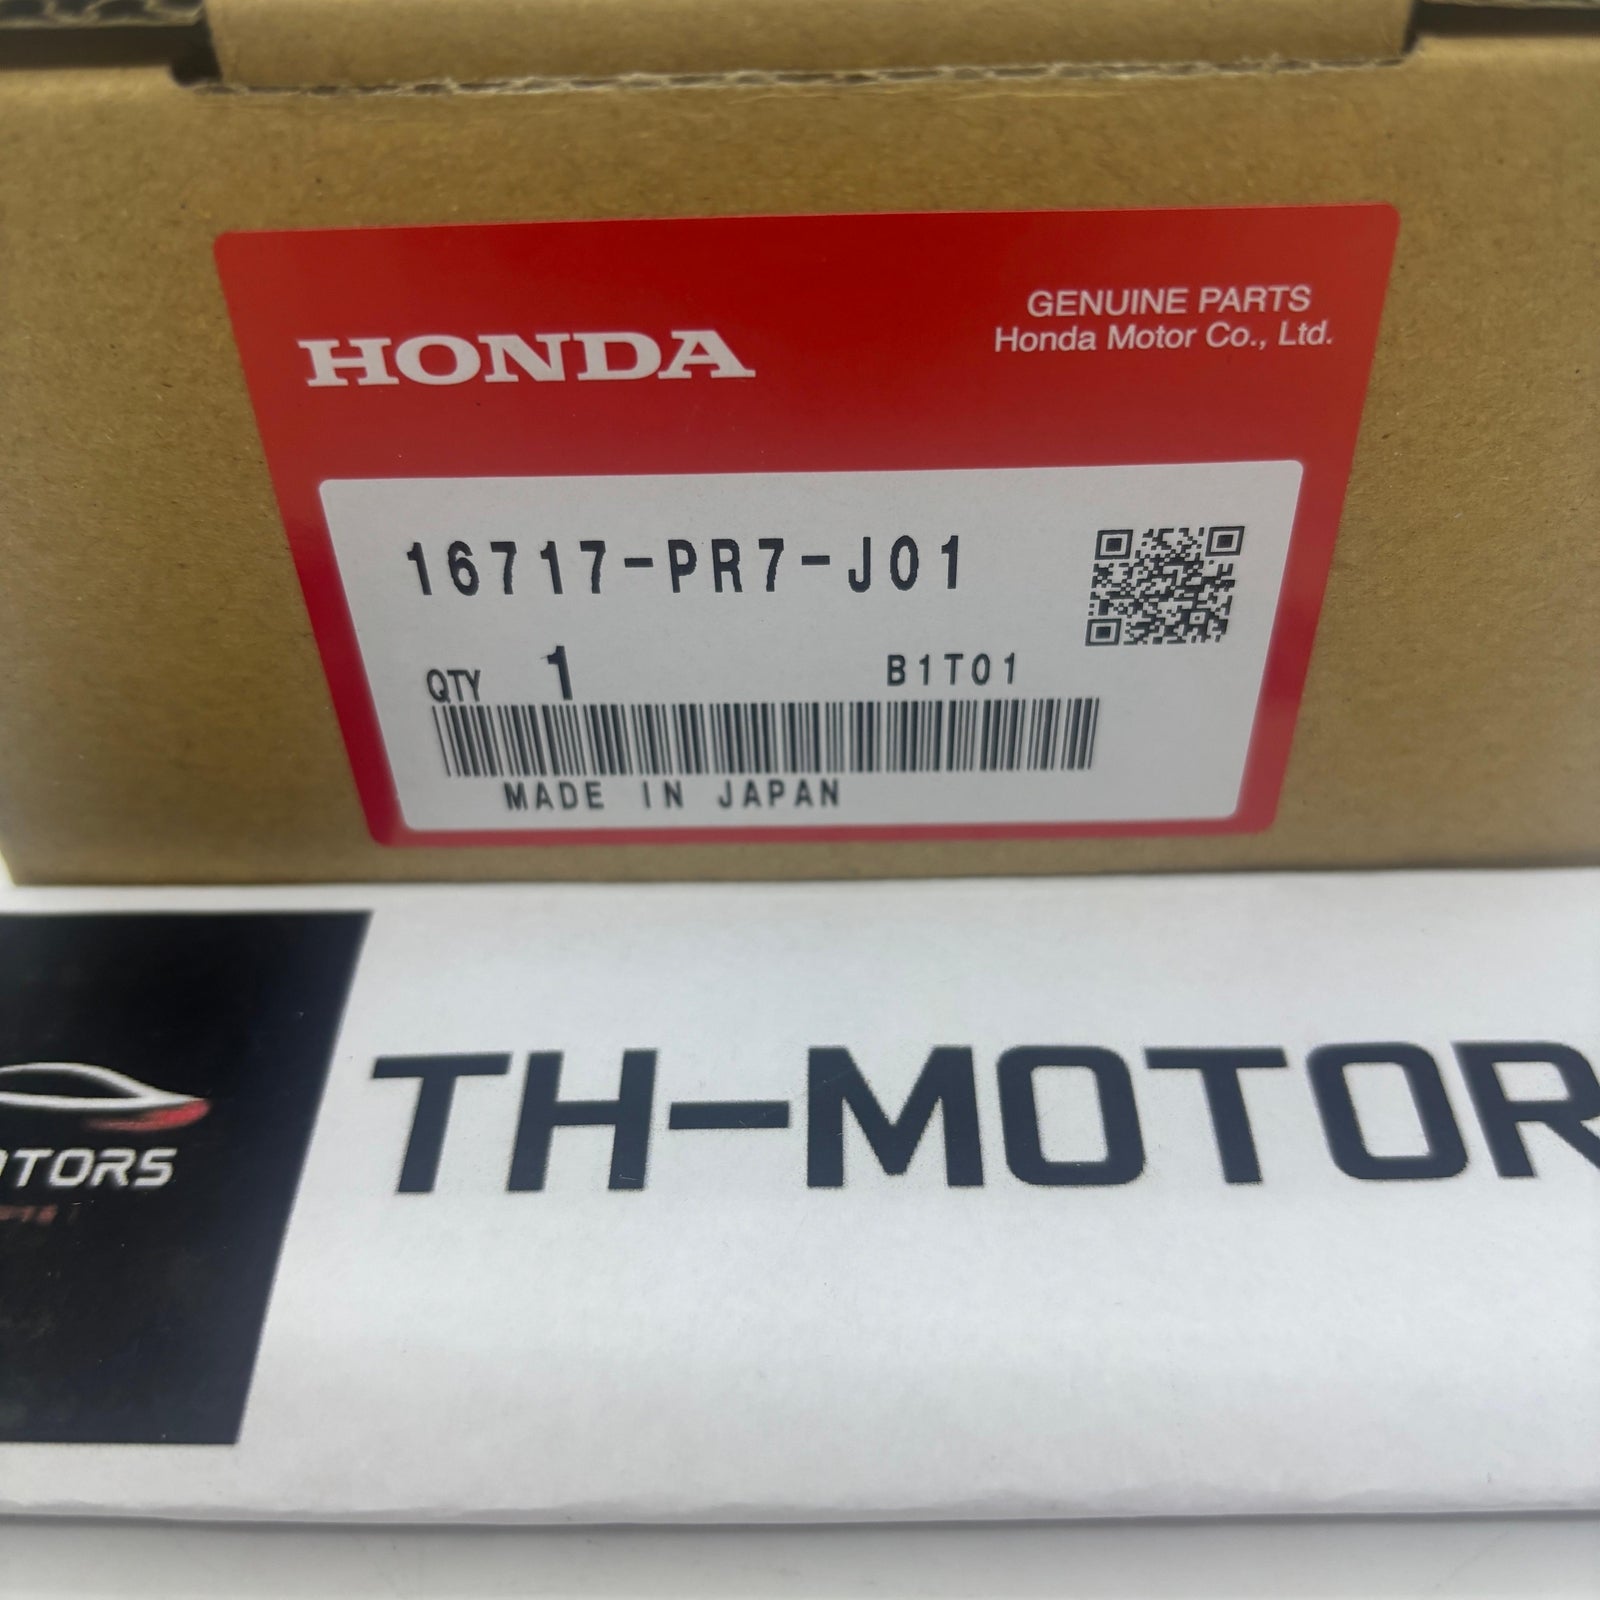 HONDA
GENUINE PARTS
Honda Motor Co., Ltd.
16717-PR7-J01
QTY 1 B1T01
MADE IN JAPAN
TH-MOTOR
OTORS